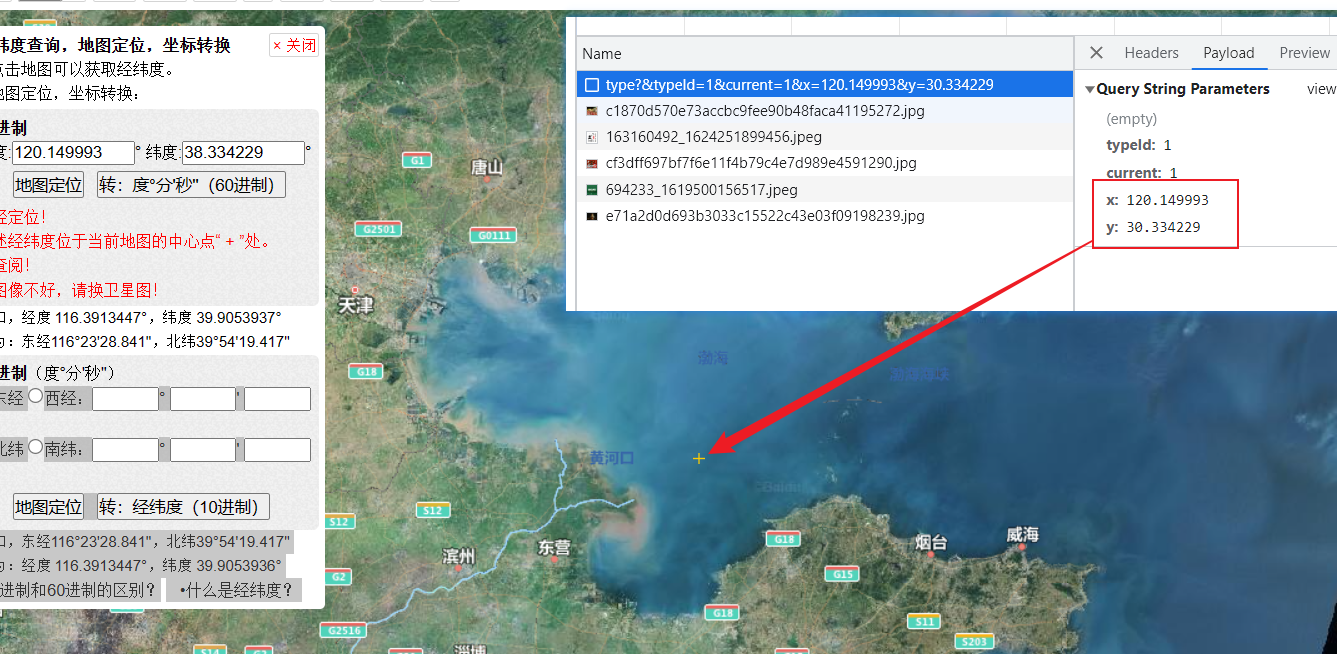 纬度查询，地图定位，坐标转换
× 关闭
点击地图可以获取经纬度。
地图定位，坐标转换：
进制
度:120.149993° 纬度:38.334229°
地图定位 转：度°分'秒"（60进制）
经定位！
述经纬度位于当前地图的中心点“ + ”处。
查阅！
图像不好，请换卫星图！
口，经度 116.3913447°，纬度 39.9053937°
为：东经116°23'28.841"，北纬39°54'19.417"
进制（度°分'秒"）
东经 西经： ° '
北纬 南纬： ° '
地图定位 转：经纬度（10进制）
口，东经116°23'28.841"，北纬39°54'19.417"
为：经度 116.3913447°，纬度 39.9053936°
进制和60进制的区别？ •什么是经纬度？
Name
type?&typeId=1&current=1&x=120.149993&y=30.334229
c1870d570e73accbc9fee90b48faca41195272.jpg
163160492_1624251899456.jpeg
cf3dff697bf7f6e11f4b79c4e7d989e4591290.jpg
694233_1619500156517.jpeg
e71a2d0d693b3033c15522c43e03f09198239.jpg
Headers Payload Preview
Query String Parameters view
(empty)
typeId: 1
current: 1
x: 120.149993
y: 30.334229
G1
唐山
G2501
G0111
天津
G18
渤海
黄河口
Baidu
S12
S12
滨州
东营
G2
G18
烟台
威海
G15
G18
S11
G2516
S203
淄博